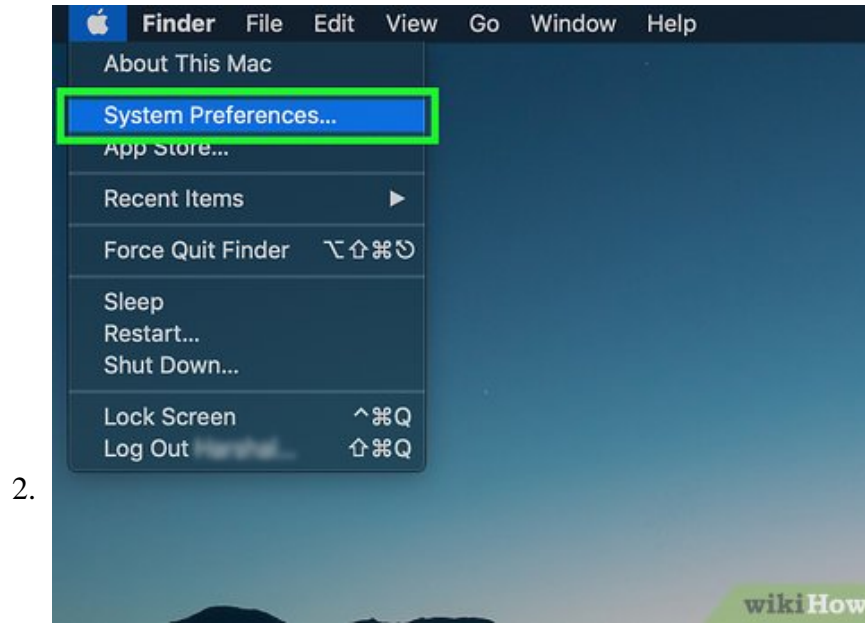 Finder File Edit View Go Window Help
About This Mac
System Preferences...
App Store...
Recent Items ▶
Force Quit Finder ⌥⇧⌘⎋
Sleep
Restart...
Shut Down...
Lock Screen ^⌘Q
Log Out ⇧⌘Q
2.
wikiHow